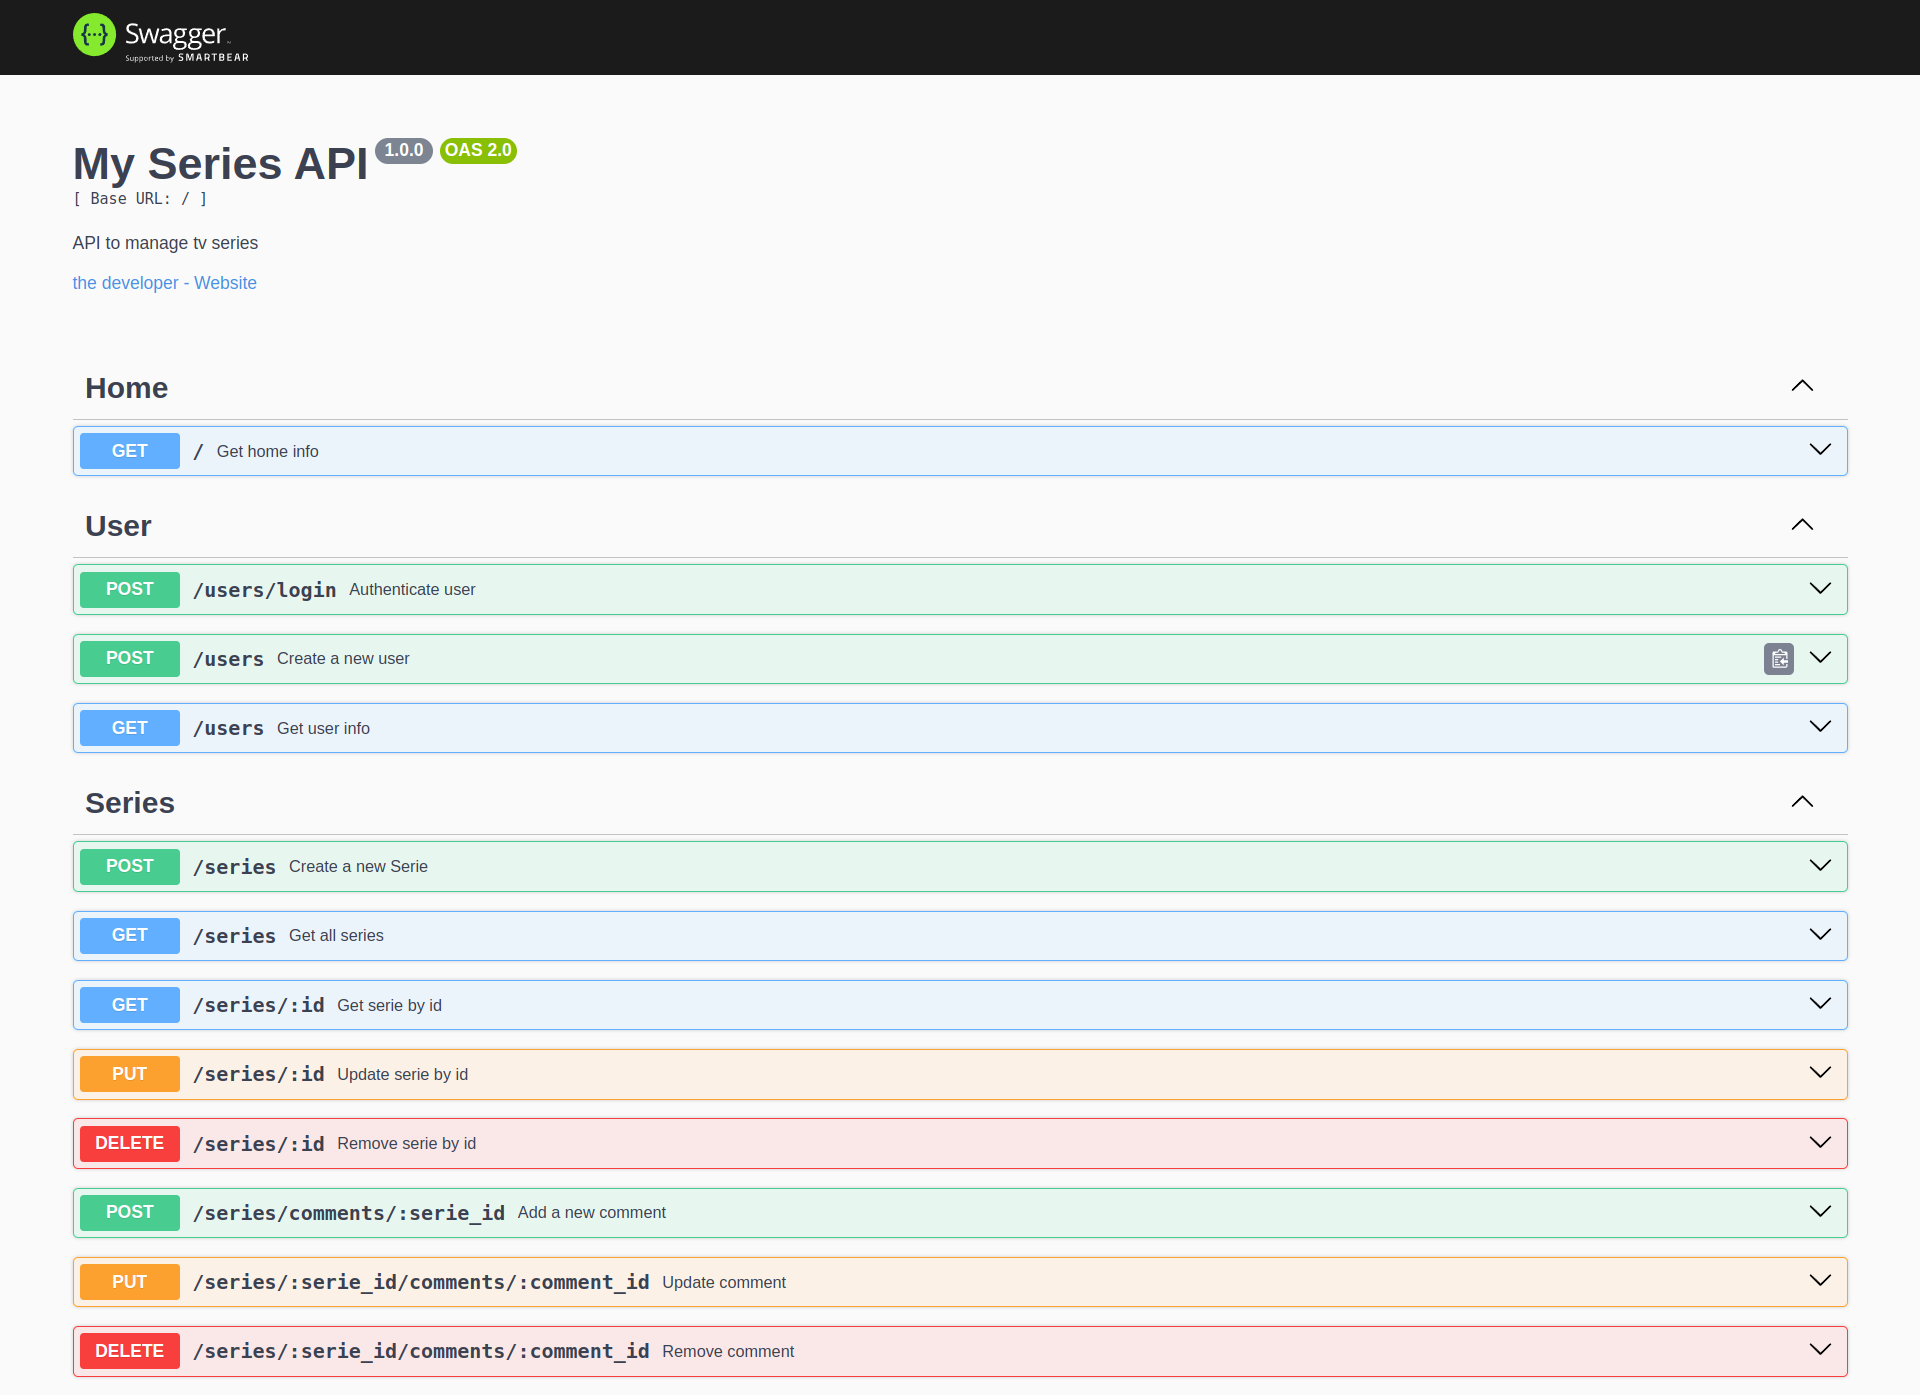 Swagger
Supported by SMARTBEAR
My Series API 1.0.0 OAS 2.0
[ Base URL: / ]
API to manage tv series
the developer - Website
Home
GET / Get home info
User
POST /users/login Authenticate user
POST /users Create a new user
GET /users Get user info
Series
POST /series Create a new Serie
GET /series Get all series
GET /series/:id Get serie by id
PUT /series/:id Update serie by id
DELETE /series/:id Remove serie by id
POST /series/comments/:serie_id Add a new comment
PUT /series/:serie_id/comments/:comment_id Update comment
DELETE /series/:serie_id/comments/:comment_id Remove comment